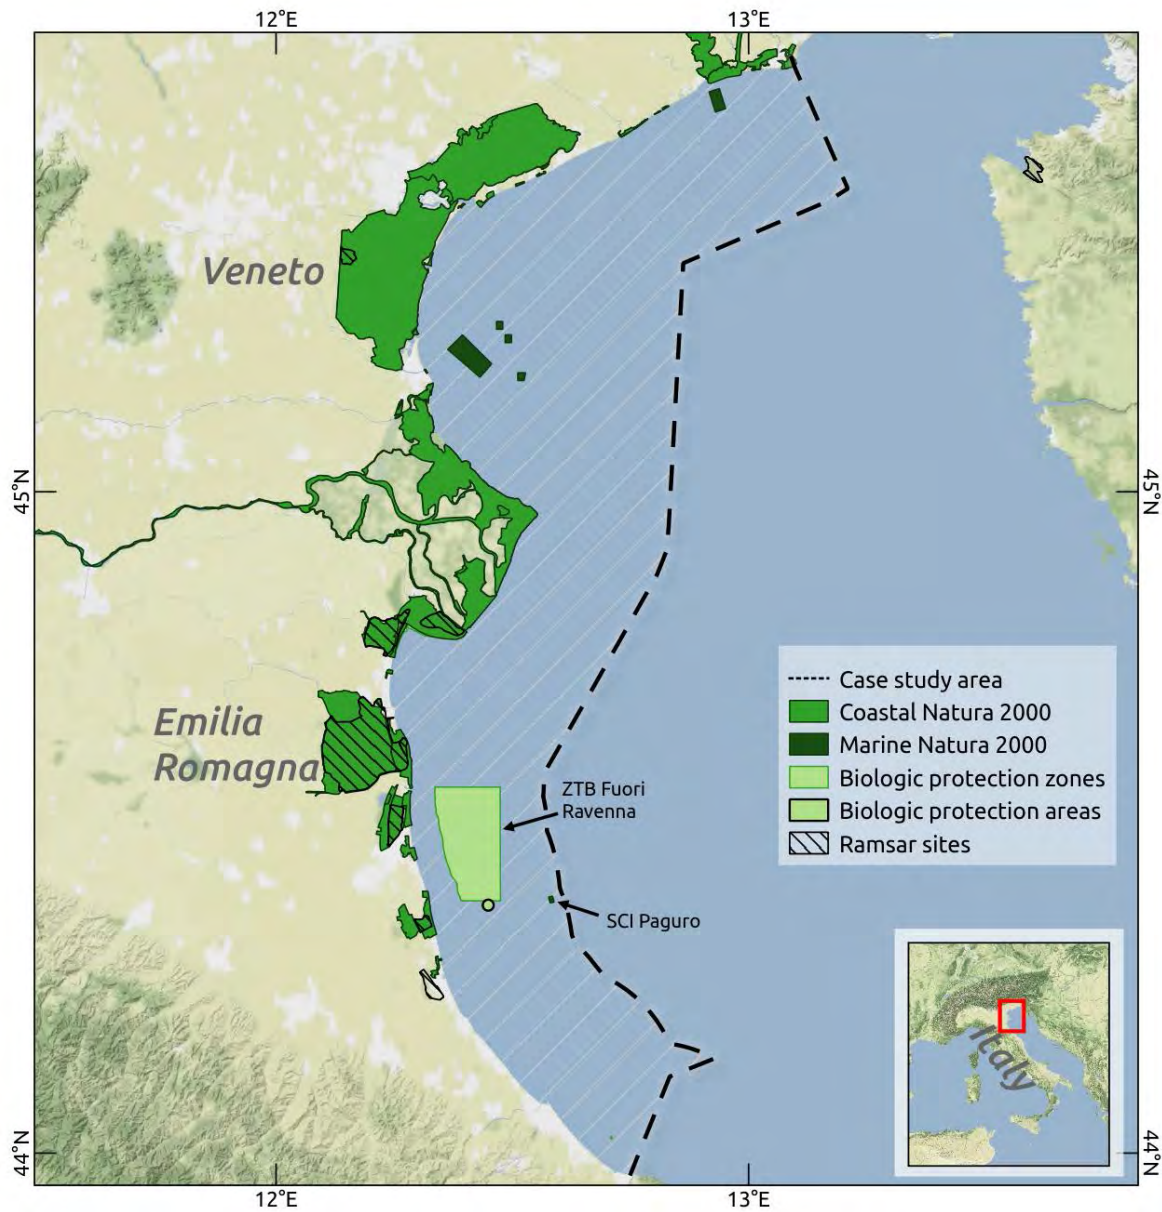 12°E
13°E
Veneto
45°N
45°N
Case study area
Coastal Natura 2000
Marine Natura 2000
Biologic protection zones
Biologic protection areas
Ramsar sites
Emilia
Romagna
ZTB Fuori
Ravenna
SCI Paguro
Italy
44°N
44°N
12°E
13°E